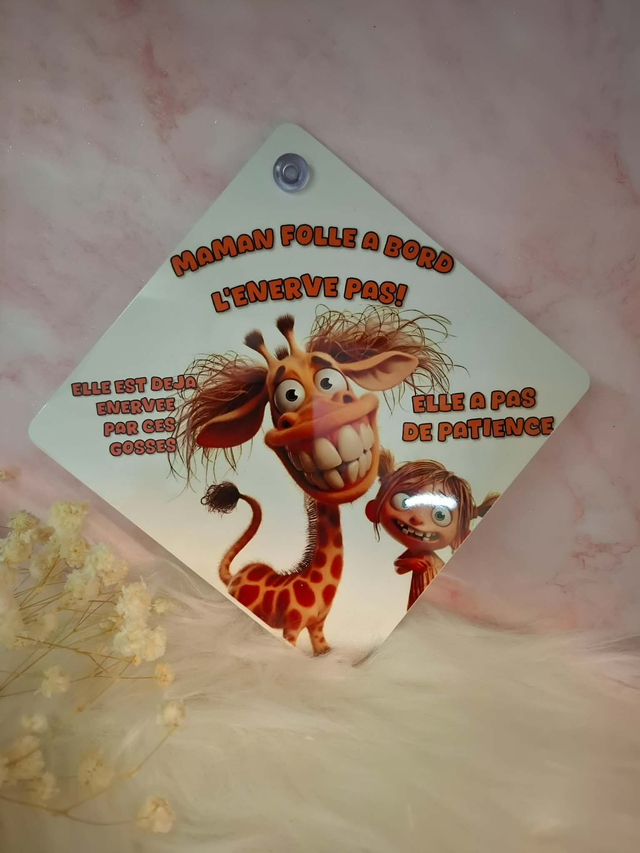 MAMAN FOLLE A BORD
L'ENERVE PAS!
ELLE EST DEJA
ENERVEE
PAR CES
GOSSES
ELLE A PAS
DE PATIENCE